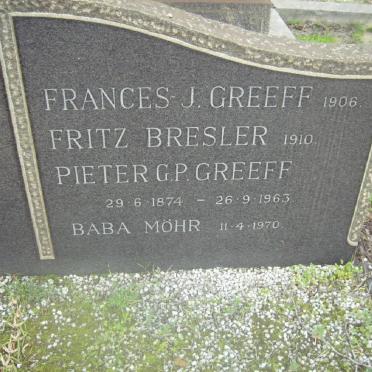 FRANCES J. GREEFF 1906.
FRITZ BRESLER 1910.
PIETER G.P. GREEFF
29·6·1874 – 26·9·1963.
BABA MÖHR 11·4·1970.